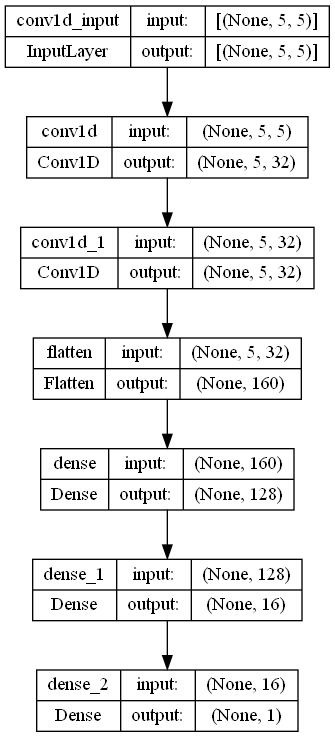 conv1d_input input: [(None, 5, 5)]
InputLayer output: [(None, 5, 5)]
conv1d input: (None, 5, 5)
Conv1D output: (None, 5, 32)
conv1d_1 input: (None, 5, 32)
Conv1D output: (None, 5, 32)
flatten input: (None, 5, 32)
Flatten output: (None, 160)
dense input: (None, 160)
Dense output: (None, 128)
dense_1 input: (None, 128)
Dense output: (None, 16)
dense_2 input: (None, 16)
Dense output: (None, 1)